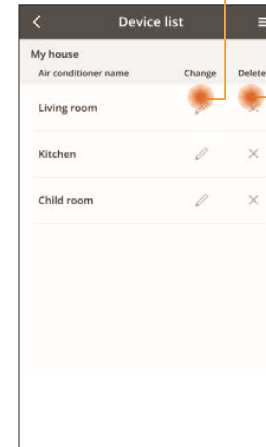 Device list
My house
Air conditioner name Change Delete
Living room
Kitchen
Child room